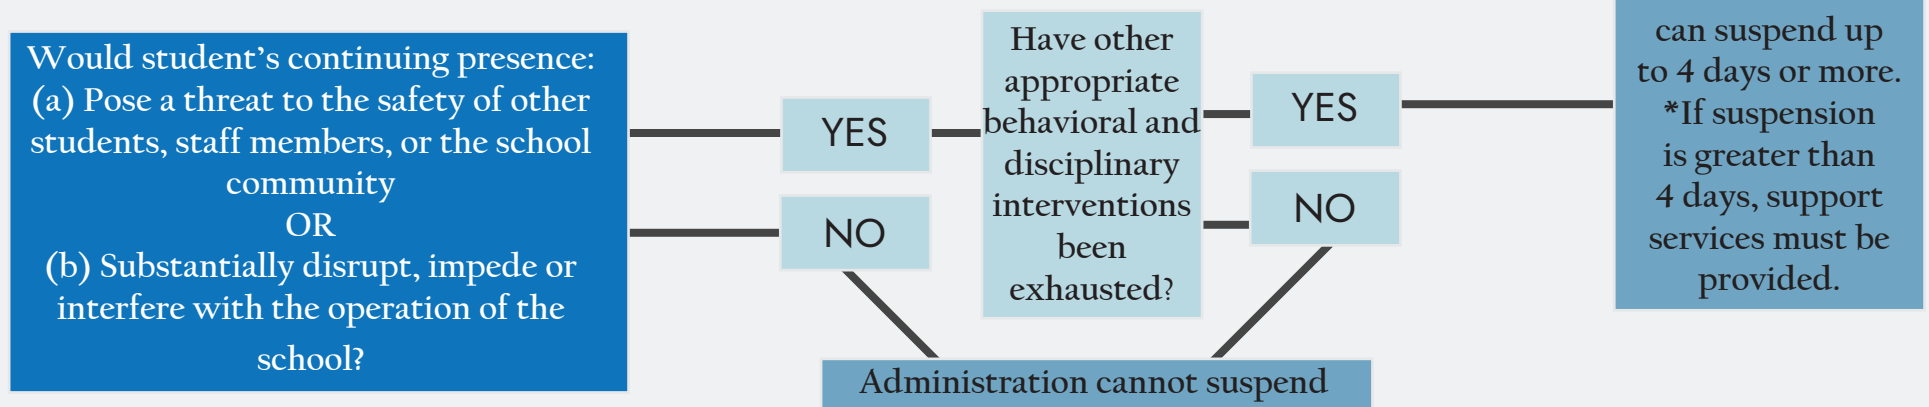 Would student's continuing presence:
(a) Pose a threat to the safety of other
students, staff members, or the school
community
OR
(b) Substantially disrupt, impede or
interfere with the operation of the
school?
YES
NO
Have other
appropriate
behavioral and
disciplinary
interventions
been
exhausted?
YES
NO
can suspend up
to 4 days or more.
*If suspension
is greater than
4 days, support
services must be
provided.
Administration cannot suspend